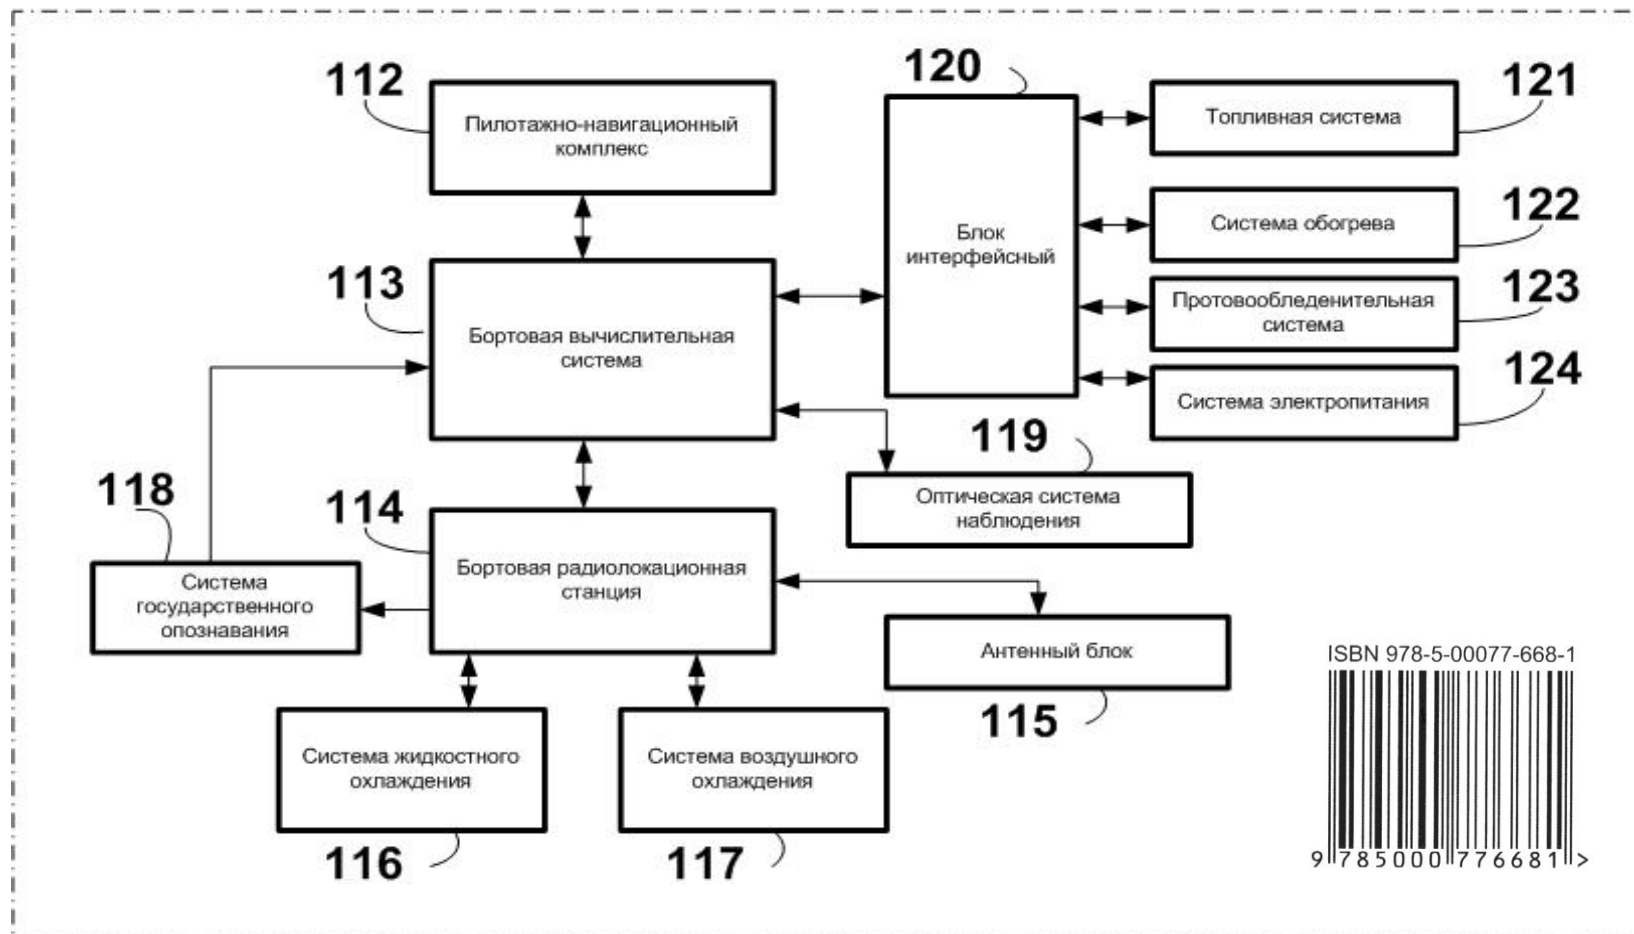 112
Пилотажно-навигационный
комплекс
113
Бортовая вычислительная
система
114
Бортовая радиолокационная
станция
118
Система
государственного
опознавания
116
Система жидкостного
охлаждения
117
Система воздушного
охлаждения
120
Блок
интерфейсный
121
Топливная система
122
Система обогрева
123
Протовообледенительная
система
124
Система электропитания
119
Оптическая система
наблюдения
Антенный блок
115
ISBN 978-5-00077-668-1
9 785000 776681 >